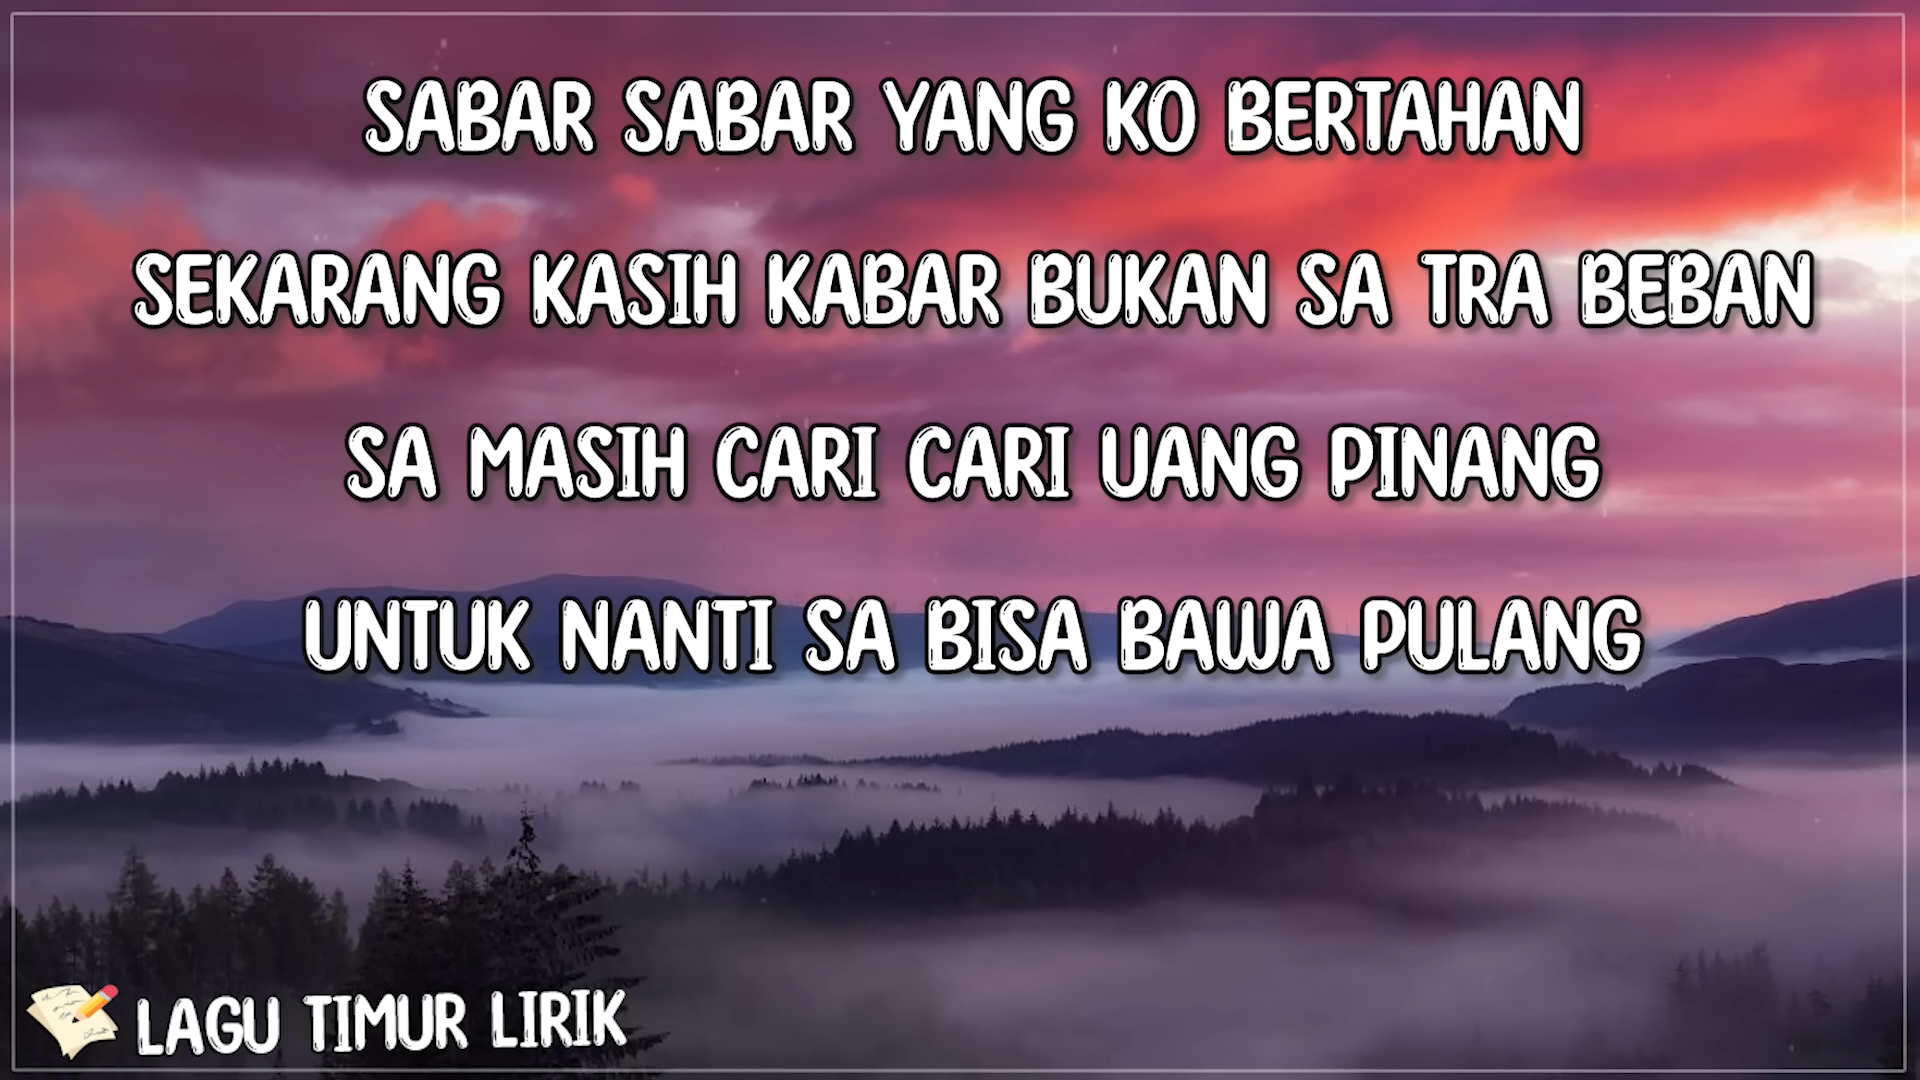 SABAR SABAR YANG KO BERTAHAN
SEKARANG KASIH KABAR BUKAN SA TRA BEBAN
SA MASIH CARI CARI UANG PINANG
UNTUK NANTI SA BISA BAWA PULANG
LAGU TIMUR LIRIK